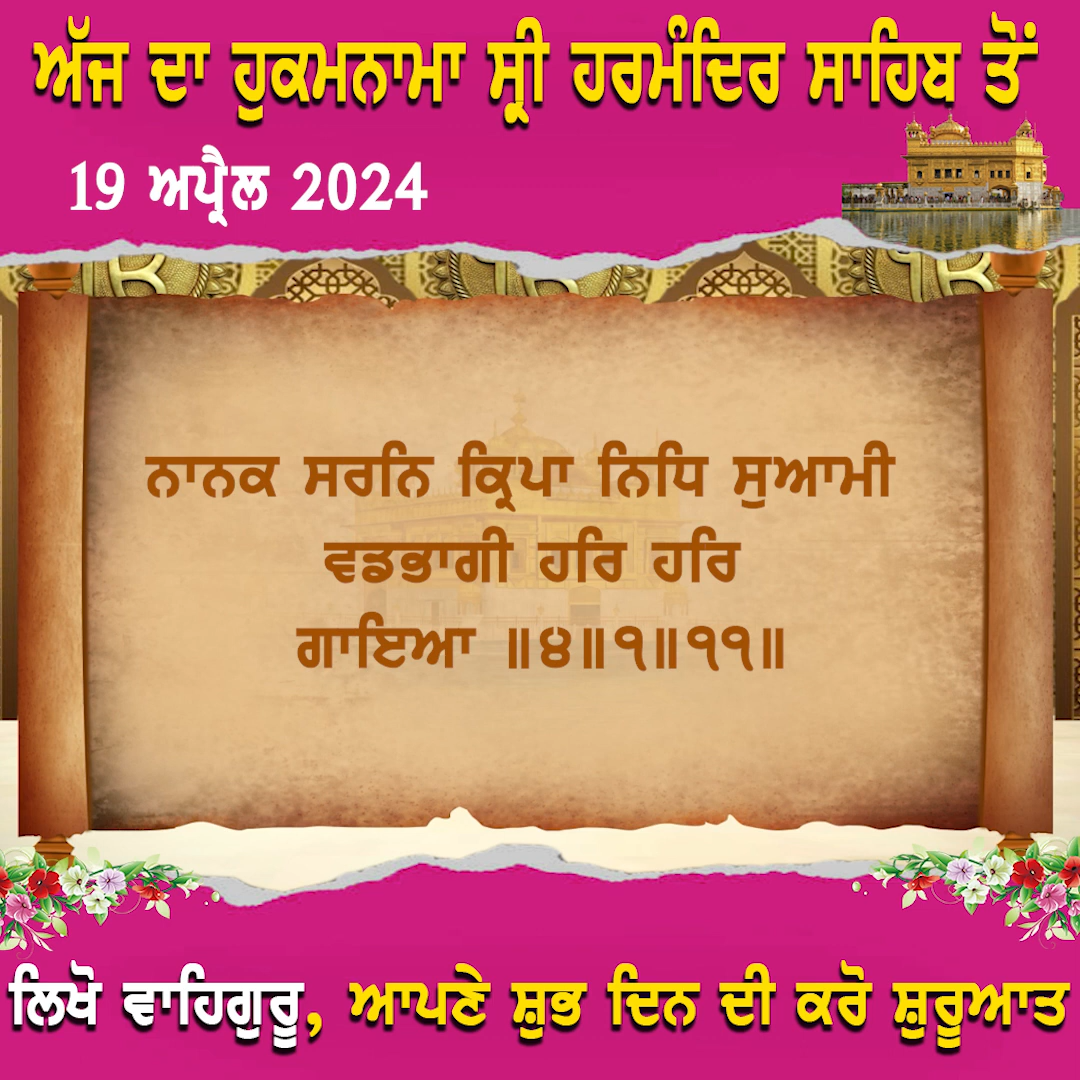 ਅੱਜ ਦਾ ਹੁਕਮਨਾਮਾ ਸ੍ਰੀ ਹਰਮੰਦਿਰ ਸਾਹਿਬ ਤੋਂ
19 ਅਪ੍ਰੈਲ 2024
ਨਾਨਕ ਸਰਨਿ ਕ੍ਰਿਪਾ ਨਿਧਿ ਸੁਆਮੀ
ਵਡਭਾਗੀ ਹਰਿ ਹਰਿ
ਗਾਇਆ ॥੪॥੧॥੧੧॥
ਲਿਖੋ ਵਾਹਿਗੁਰੂ, ਆਪਣੇ ਸ਼ੁਭ ਦਿਨ ਦੀ ਕਰੋ ਸ਼ੁਰੂਆਤ